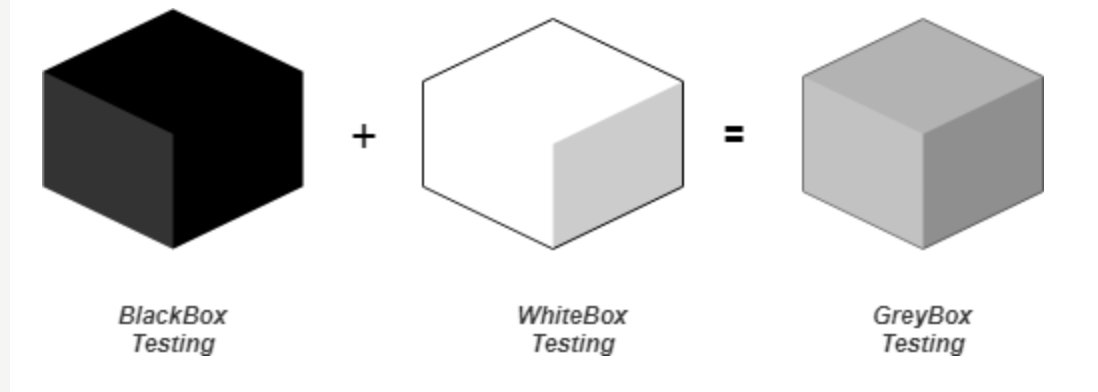 +
=
BlackBox
Testing
WhiteBox
Testing
GreyBox
Testing